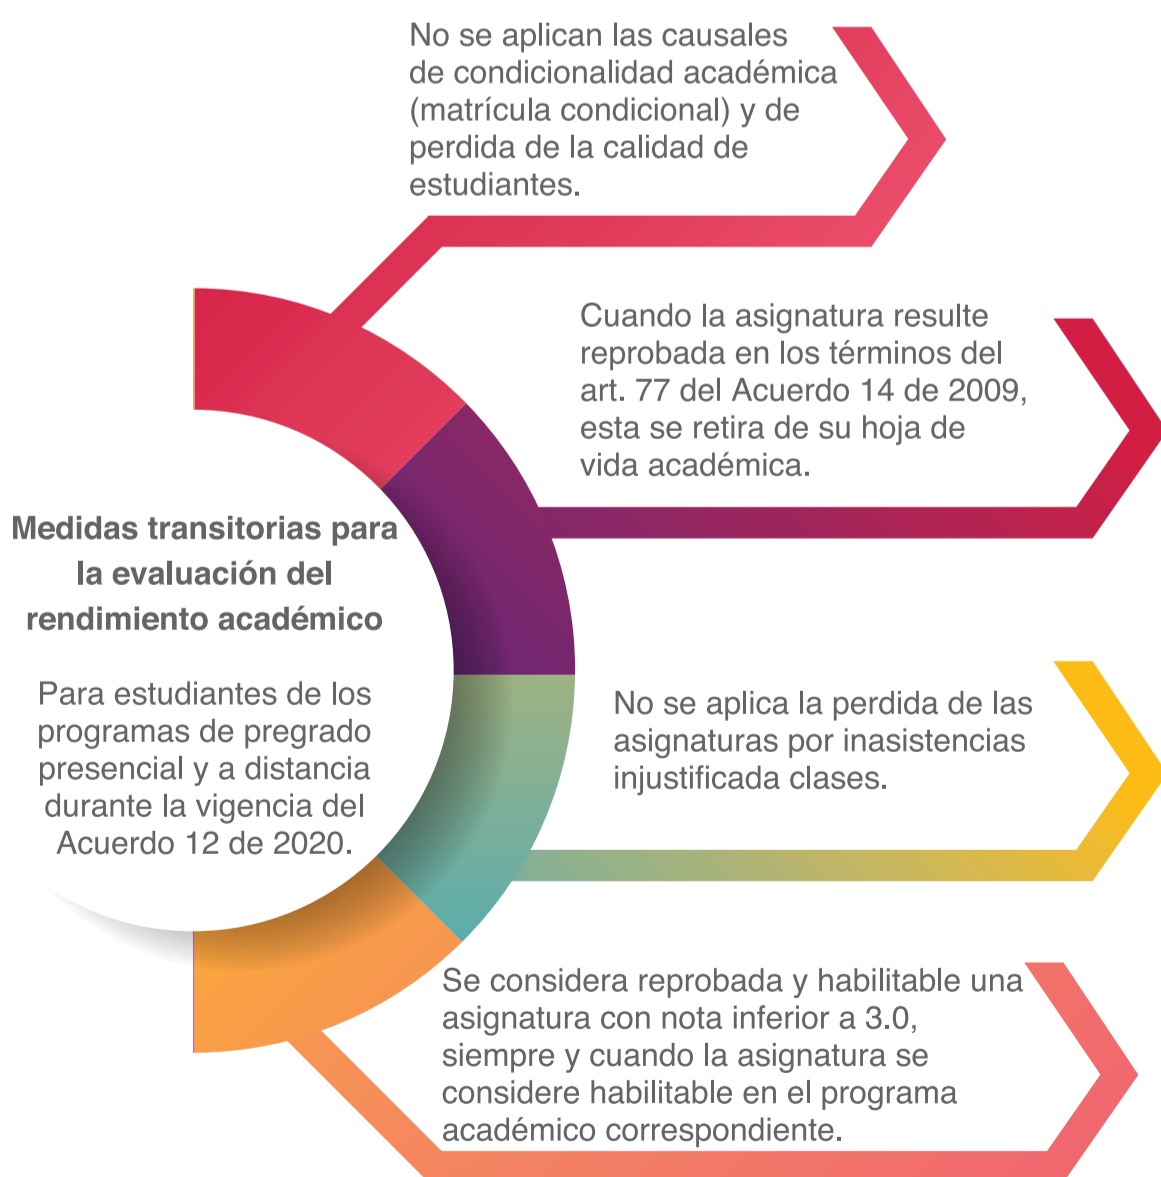 No se aplican las causales
de condicionalidad académica
(matrícula condicional) y de
perdida de la calidad de
estudiantes.
Cuando la asignatura resulte
reprobada en los términos del
art. 77 del Acuerdo 14 de 2009,
esta se retira de su hoja de
vida académica.
Medidas transitorias para
la evaluación del
rendimiento académico
Para estudiantes de los
programas de pregrado
presencial y a distancia
durante la vigencia del
Acuerdo 12 de 2020.
No se aplica la perdida de las
asignaturas por inasistencias
injustificada clases.
Se considera reprobada y habilitable una
asignatura con nota inferior a 3.0,
siempre y cuando la asignatura se
considere habilitable en el programa
académico correspondiente.